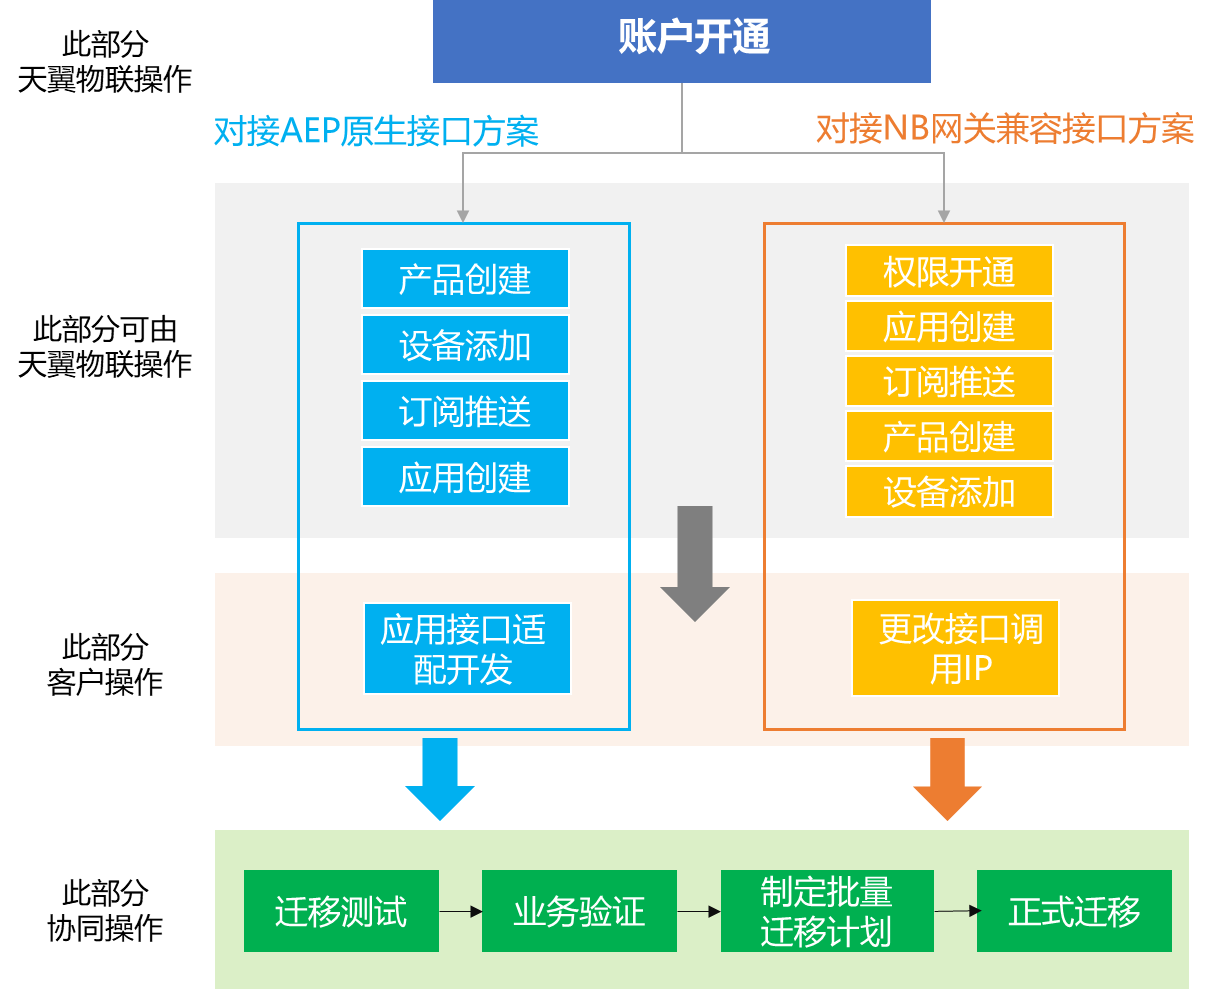 此部分
天翼物联操作
账户开通
对接AEP原生接口方案
对接NB网关兼容接口方案
此部分可由
天翼物联操作
产品创建
设备添加
订阅推送
应用创建
权限开通
应用创建
订阅推送
产品创建
设备添加
此部分
客户操作
应用接口适
配开发
更改接口调
用IP
此部分
协同操作
迁移测试
业务验证
制定批量
迁移计划
正式迁移